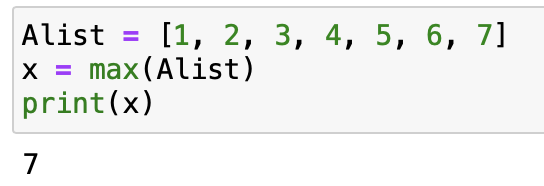 Alist = [1, 2, 3, 4, 5, 6, 7]
x = max(Alist)
print(x)
7